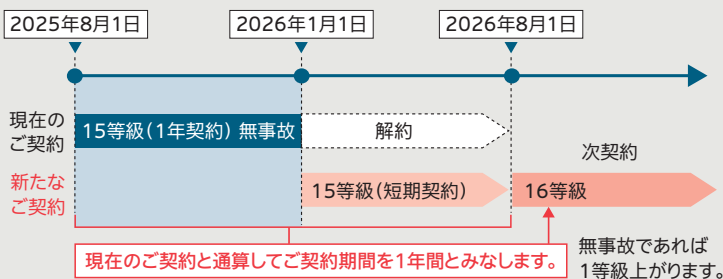 2025年8月1日 2026年1月1日 2026年8月1日
現在の
ご契約
15等級(1年契約) 無事故
解約
次契約
新たな
ご契約
15等級(短期契約)
16等級
現在のご契約と通算してご契約期間を1年間とみなします。
無事故であれば
1等級上がります。